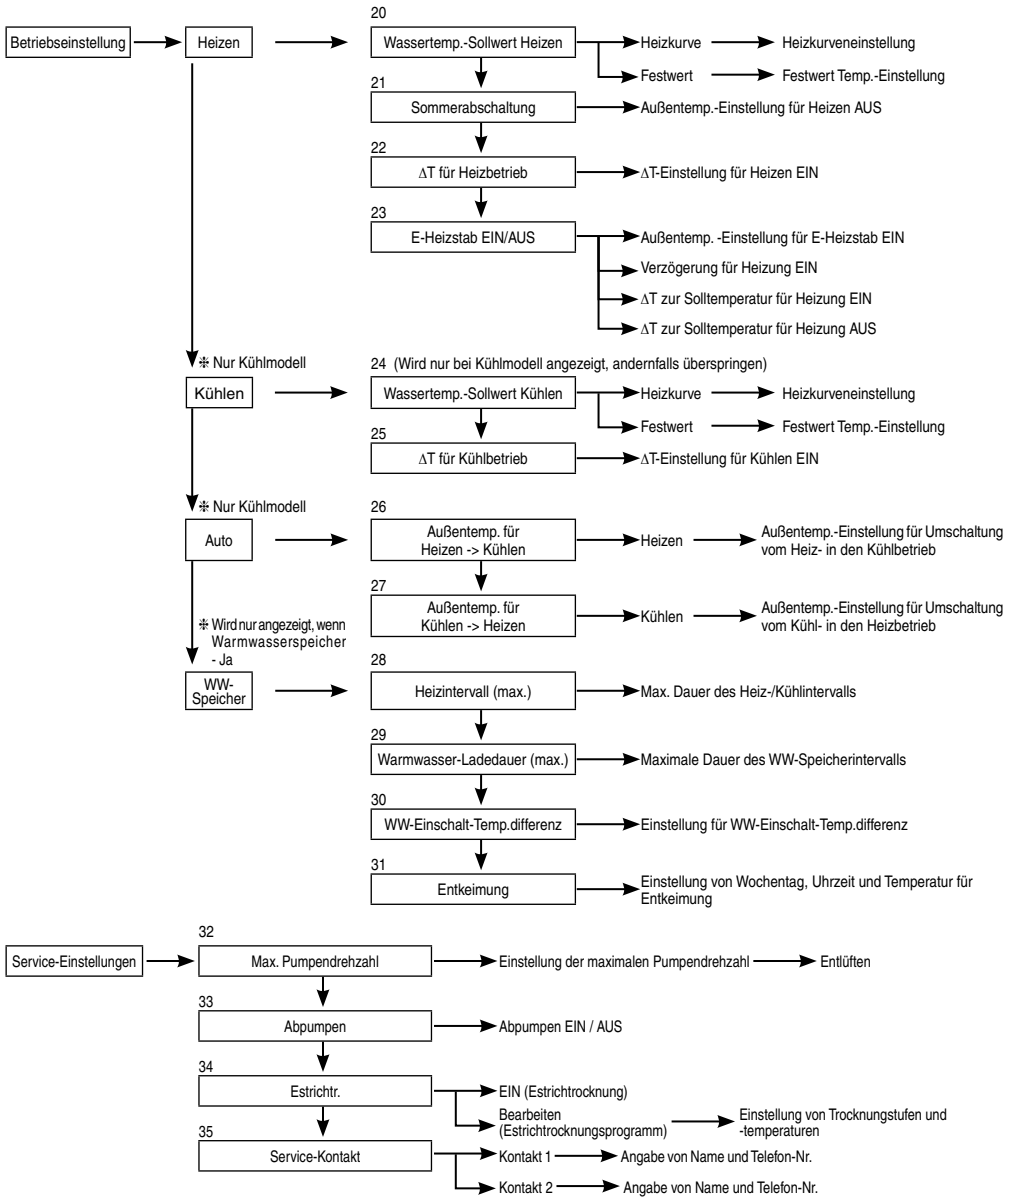 20
Betriebseinstellung
Heizen
Wassertemp.-Sollwert Heizen
Heizkurve
Heizkurveneinstellung
Festwert
Festwert Temp.-Einstellung
21
Sommerabschaltung
Außentemp.-Einstellung für Heizen AUS
22
ΔT für Heizbetrieb
ΔT-Einstellung für Heizen EIN
23
E-Heizstab EIN/AUS
Außentemp. -Einstellung für E-Heizstab EIN
Verzögerung für Heizung EIN
ΔT zur Solltemperatur für Heizung EIN
ΔT zur Solltemperatur für Heizung AUS
⁜ Nur Kühlmodell
24 (Wird nur bei Kühlmodell angezeigt, andernfalls überspringen)
Kühlen
Wassertemp.-Sollwert Kühlen
Heizkurve
Heizkurveneinstellung
Festwert
Festwert Temp.-Einstellung
25
ΔT für Kühlbetrieb
ΔT-Einstellung für Kühlen EIN
⁜ Nur Kühlmodell
26
Auto
Außentemp. für
Heizen -> Kühlen
Heizen
Außentemp.-Einstellung für Umschaltung
vom Heiz- in den Kühlbetrieb
27
Außentemp. für
Kühlen -> Heizen
Kühlen
Außentemp.-Einstellung für Umschaltung
vom Kühl- in den Heizbetrieb
⁜ Wird nur angezeigt, wenn
Warmwasserspeicher
- Ja
28
WW-
Speicher
Heizintervall (max.)
Max. Dauer des Heiz-/Kühlintervalls
29
Warmwasser-Ladedauer (max.)
Maximale Dauer des WW-Speicherintervalls
30
WW-Einschalt-Temp.differenz
Einstellung für WW-Einschalt-Temp.differenz
31
Entkeimung
Einstellung von Wochentag, Uhrzeit und Temperatur für
Entkeimung
32
Service-Einstellungen
Max. Pumpendrehzahl
Einstellung der maximalen Pumpendrehzahl
Entlüften
33
Abpumpen
Abpumpen EIN / AUS
34
Estrichtr.
EIN (Estrichtrocknung)
Bearbeiten
(Estrichtrocknungsprogramm)
Einstellung von Trocknungstufen und
-temperaturen
35
Service-Kontakt
Kontakt 1
Angabe von Name und Telefon-Nr.
Kontakt 2
Angabe von Name und Telefon-Nr.